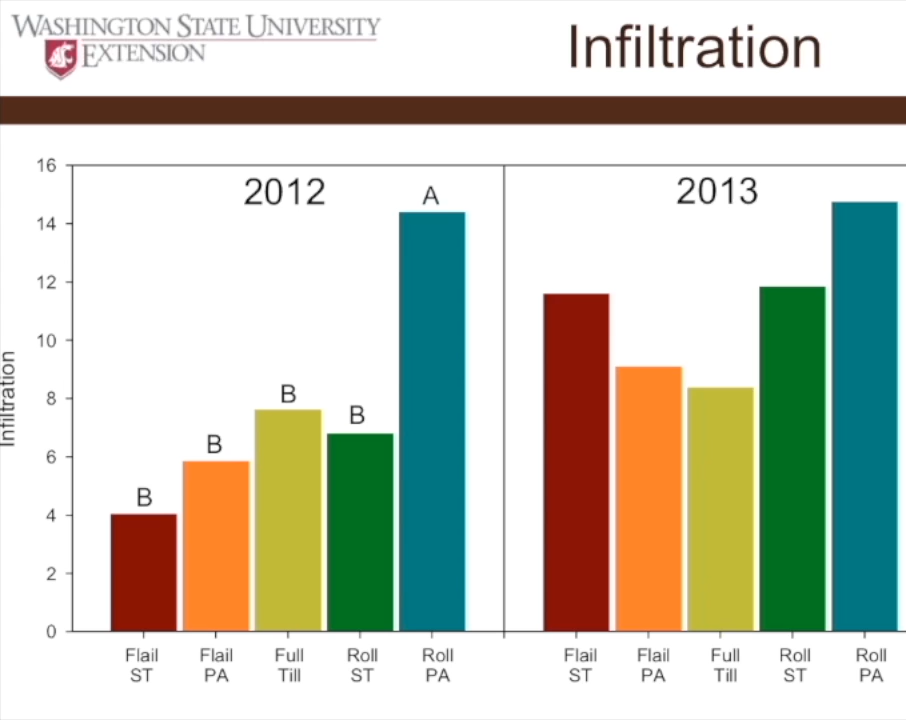 WASHINGTON STATE UNIVERSITY
EXTENSION
Infiltration
16
14
12
10
8
6
4
2
0
Infiltration
2012
A
B
B
B
B
2013
Flail
ST
Flail
PA
Full
Till
Roll
ST
Roll
PA
Flail
ST
Flail
PA
Full
Till
Roll
ST
Roll
PA